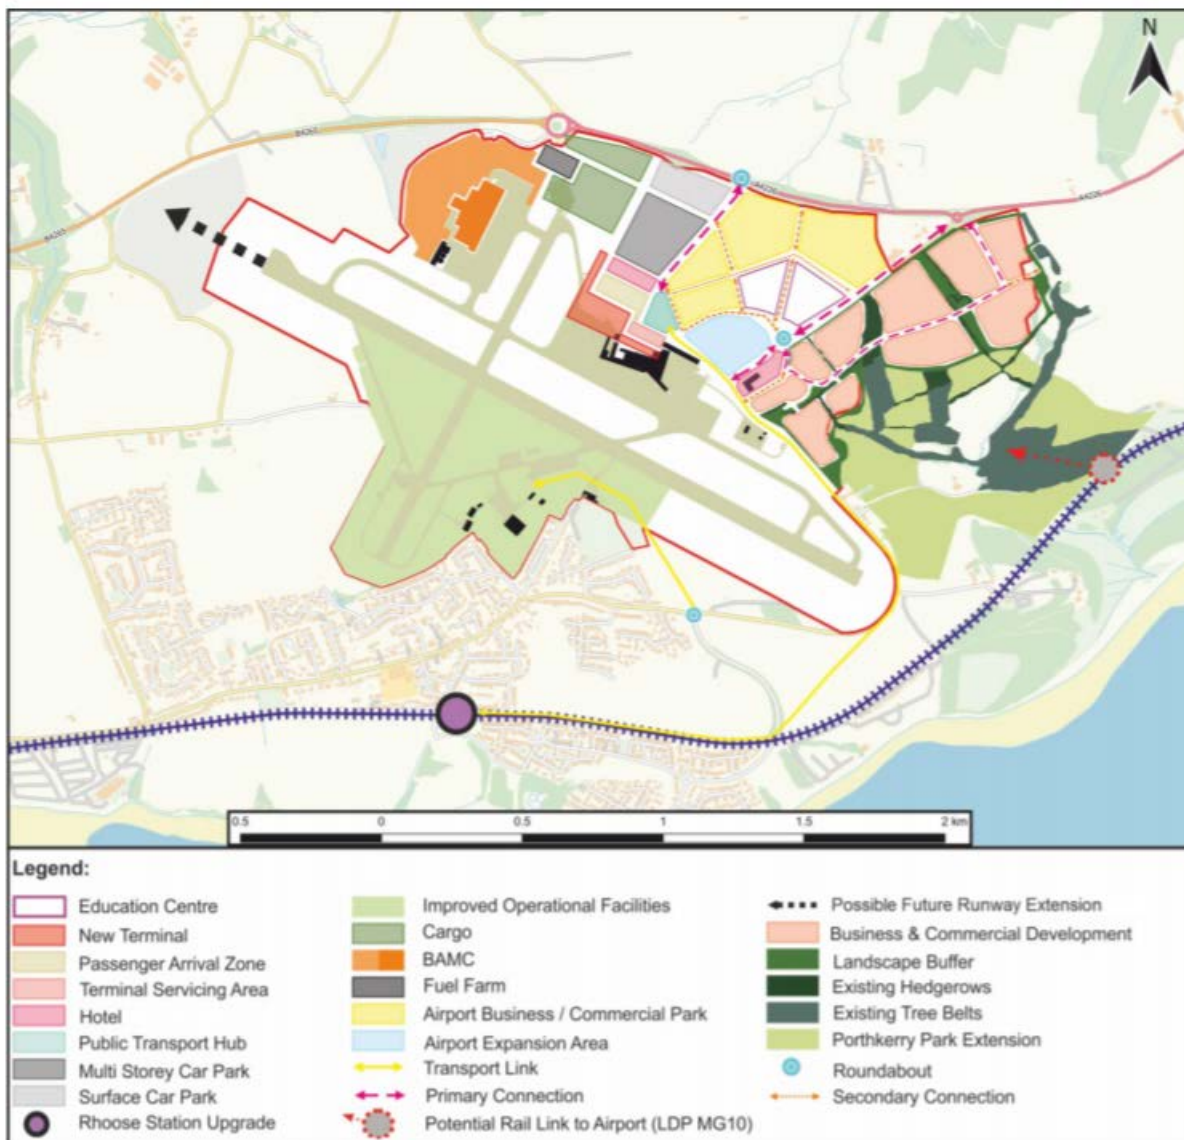 N
A4226
A4226
0.5 0 0.5 1 1.5 2 km
Legend:
Education Centre
New Terminal
Passenger Arrival Zone
Terminal Servicing Area
Hotel
Public Transport Hub
Multi Storey Car Park
Surface Car Park
Rhoose Station Upgrade
Improved Operational Facilities
Cargo
BAMC
Fuel Farm
Airport Business / Commercial Park
Airport Expansion Area
Transport Link
Primary Connection
Potential Rail Link to Airport (LDP MG10)
Possible Future Runway Extension
Business & Commercial Development
Landscape Buffer
Existing Hedgerows
Existing Tree Belts
Porthkerry Park Extension
Roundabout
Secondary Connection